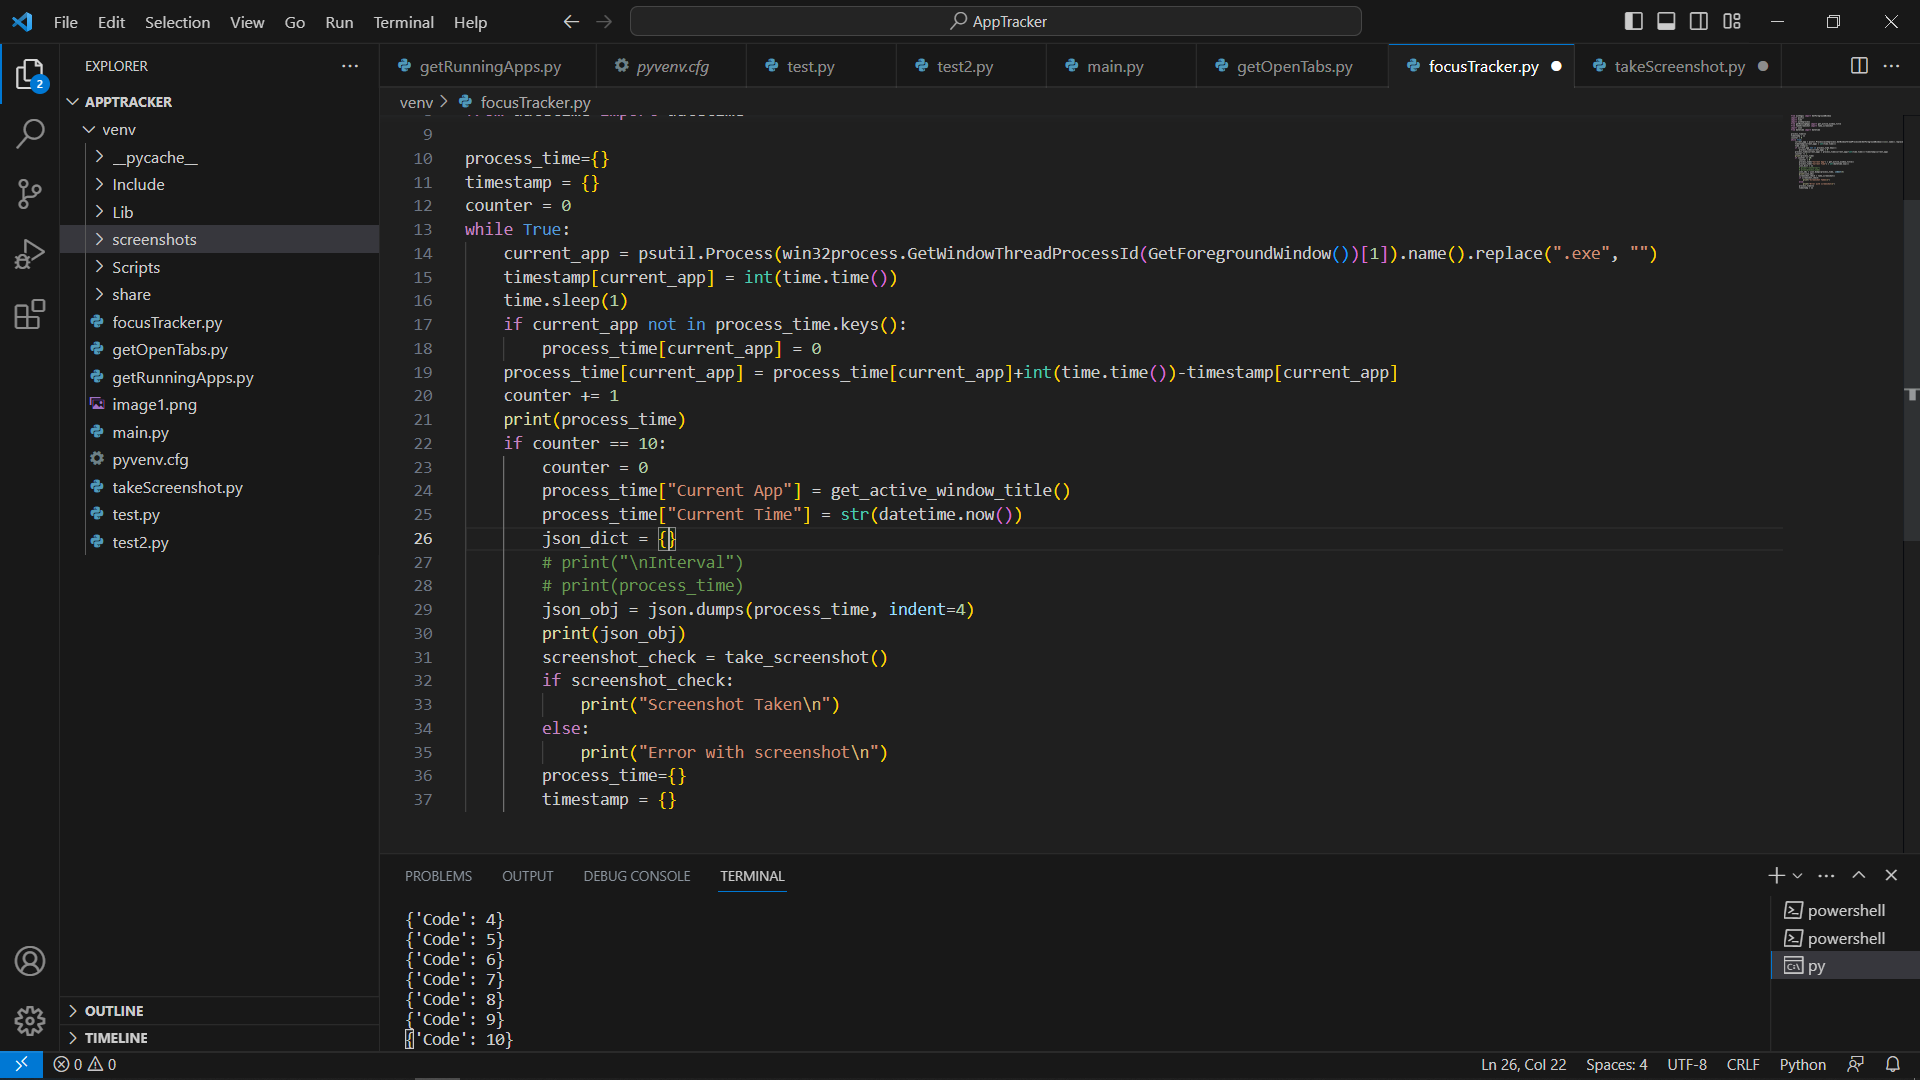 File Edit Selection View Go Run Terminal Help
AppTracker
EXPLORER
2
APPTRACKER
venv
__pycache__
Include
Lib
screenshots
Scripts
share
focusTracker.py
getOpenTabs.py
getRunningApps.py
image1.png
main.py
pyvenv.cfg
takeScreenshot.py
test.py
test2.py
OUTLINE
TIMELINE
getRunningApps.py pyvenv.cfg test.py test2.py main.py getOpenTabs.py focusTracker.py takeScreenshot.py
venv > focusTracker.py
9
10 process_time={}
11 timestamp = {}
12 counter = 0
13 while True:
14 current_app = psutil.Process(win32process.GetWindowThreadProcessId(GetForegroundWindow())[1]).name().replace(".exe", "")
15 timestamp[current_app] = int(time.time())
16 time.sleep(1)
17 if current_app not in process_time.keys():
18 process_time[current_app] = 0
19 process_time[current_app] = process_time[current_app]+int(time.time())-timestamp[current_app]
20 counter += 1
21 print(process_time)
22 if counter == 10:
23 counter = 0
24 process_time["Current App"] = get_active_window_title()
25 process_time["Current Time"] = str(datetime.now())
26 json_dict = {}
27 # print("\nInterval")
28 # print(process_time)
29 json_obj = json.dumps(process_time, indent=4)
30 print(json_obj)
31 screenshot_check = take_screenshot()
32 if screenshot_check:
33 print("Screenshot Taken\n")
34 else:
35 print("Error with screenshot\n")
36 process_time={}
37 timestamp = {}
PROBLEMS OUTPUT DEBUG CONSOLE TERMINAL
{'Code': 4}
{'Code': 5}
{'Code': 6}
{'Code': 7}
{'Code': 8}
{'Code': 9}
{'Code': 10}
powershell
powershell
py
0 0
Ln 26, Col 22 Spaces: 4 UTF-8 CRLF Python